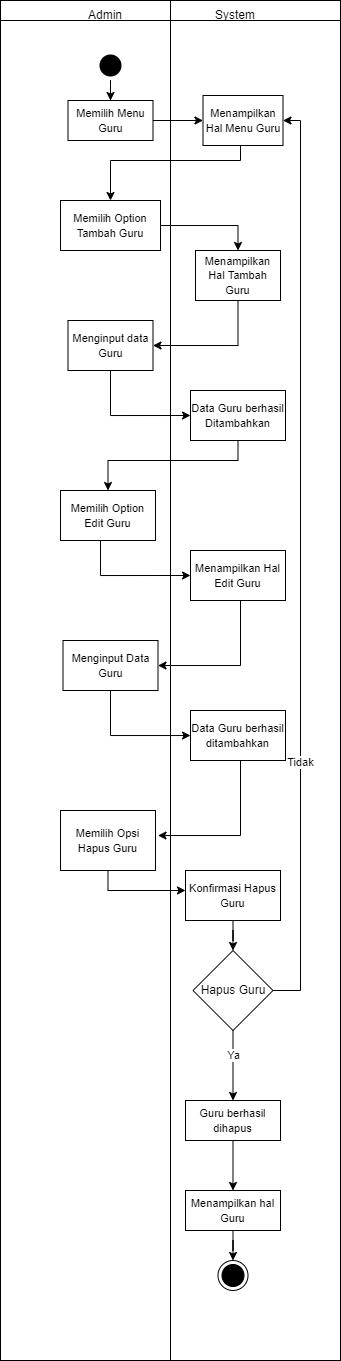 Admin
System
Memilih Menu
Guru
Menampilkan
Hal Menu Guru
Memilih Option
Tambah Guru
Menampilkan
Hal Tambah
Guru
Menginput data
Guru
Data Guru berhasil
Ditambahkan
Memilih Option
Edit Guru
Menampilkan Hal
Edit Guru
Menginput Data
Guru
Data Guru berhasil
ditambahkan
Tidak
Memilih Opsi
Hapus Guru
Konfirmasi Hapus
Guru
Hapus Guru
Ya
Guru berhasil
dihapus
Menampilkan hal
Guru